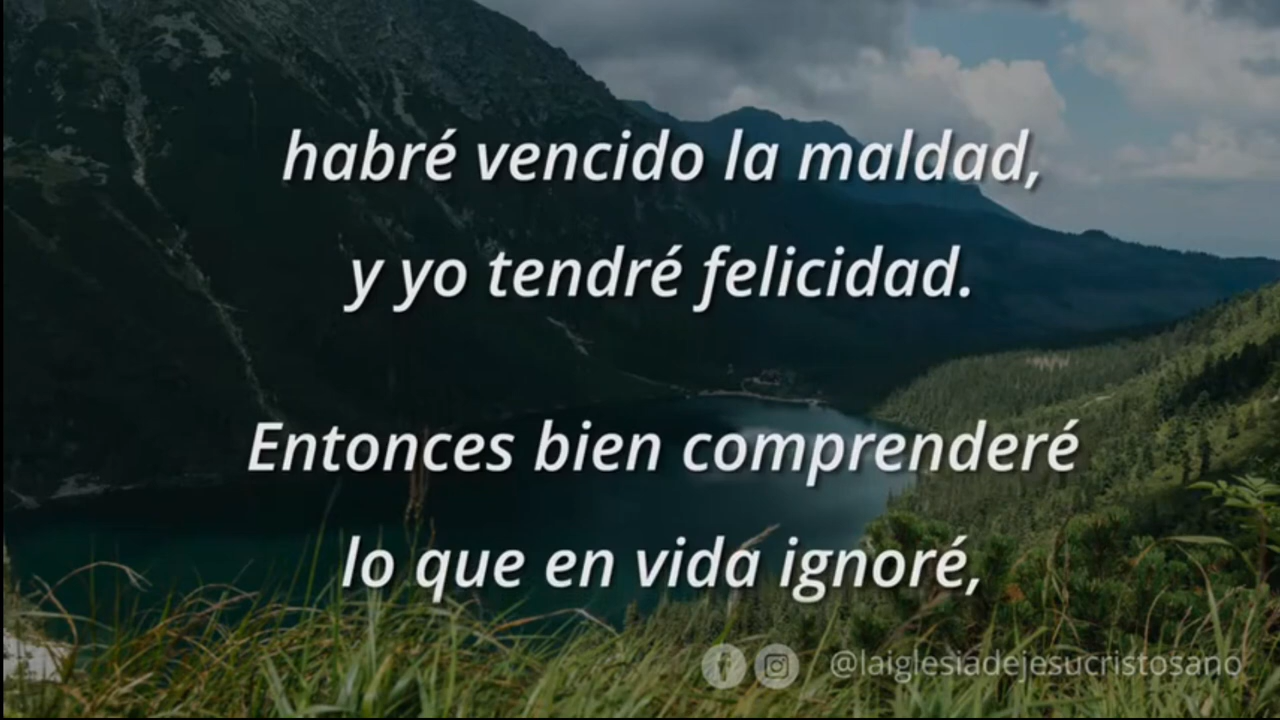 habré vencido la maldad,
y yo tendré felicidad.
Entonces bien comprenderé
lo que en vida ignoré,
@laiglesiadejesucristosano